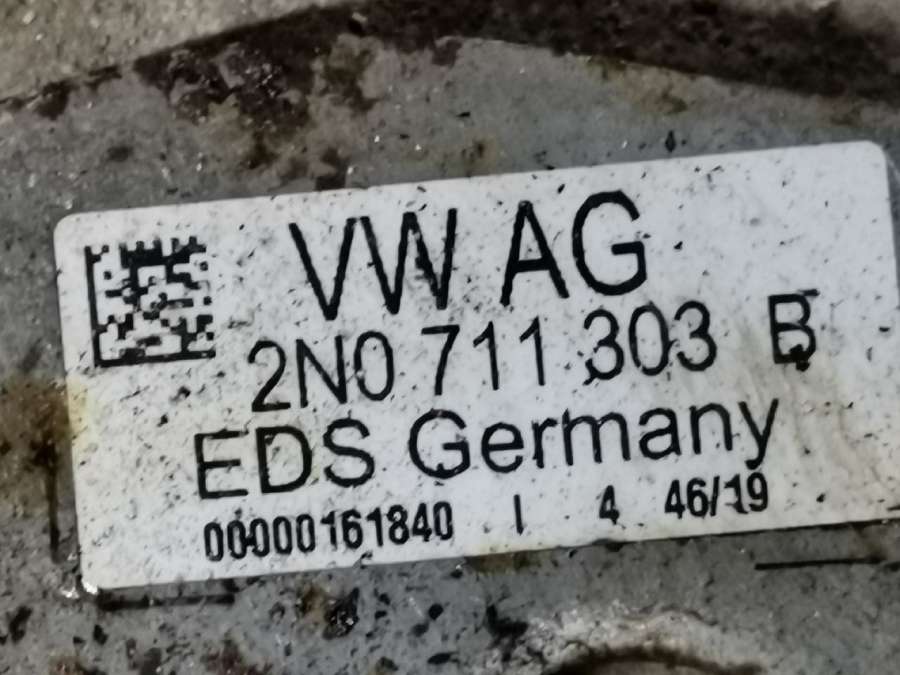 VW AG
2N0 711 303 B
EDS Germany
00000161840 I 4 46/19